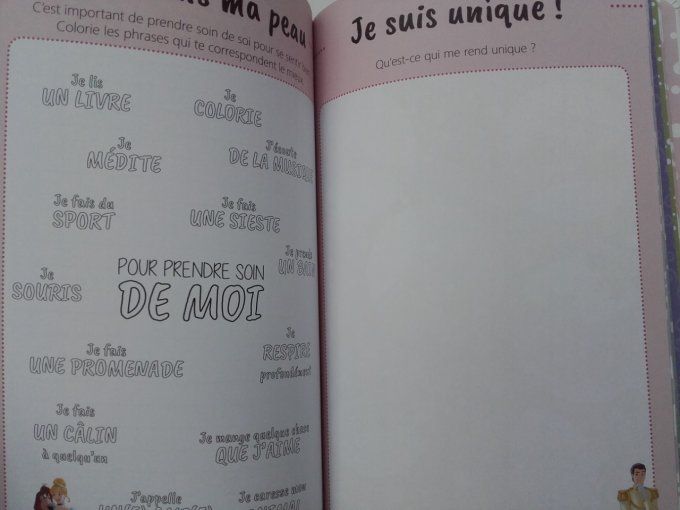 ma peau
C'est important de prendre soin de soi pour se sentir
Colorie les phrases qui te correspondent le mieux
Je lis
UN LIVRE
Je
COLORIE
Je
MÉDITE
J'écoute
DE LA MUSIQUE
Je fais du
SPORT
Je fais
UNE SIESTE
Je prends
UN BAIN
Je
SOURIS
POUR PRENDRE SOIN
DE MOI
Je
RESPIRE
profondément
Je fais
UNE PROMENADE
Je fais
UN CÂLIN
à quelqu'un
Je mange quelque chose
QUE J'AIME
J'appelle
Je caresse mon
Je suis unique !
Qu'est-ce qui me rend unique ?